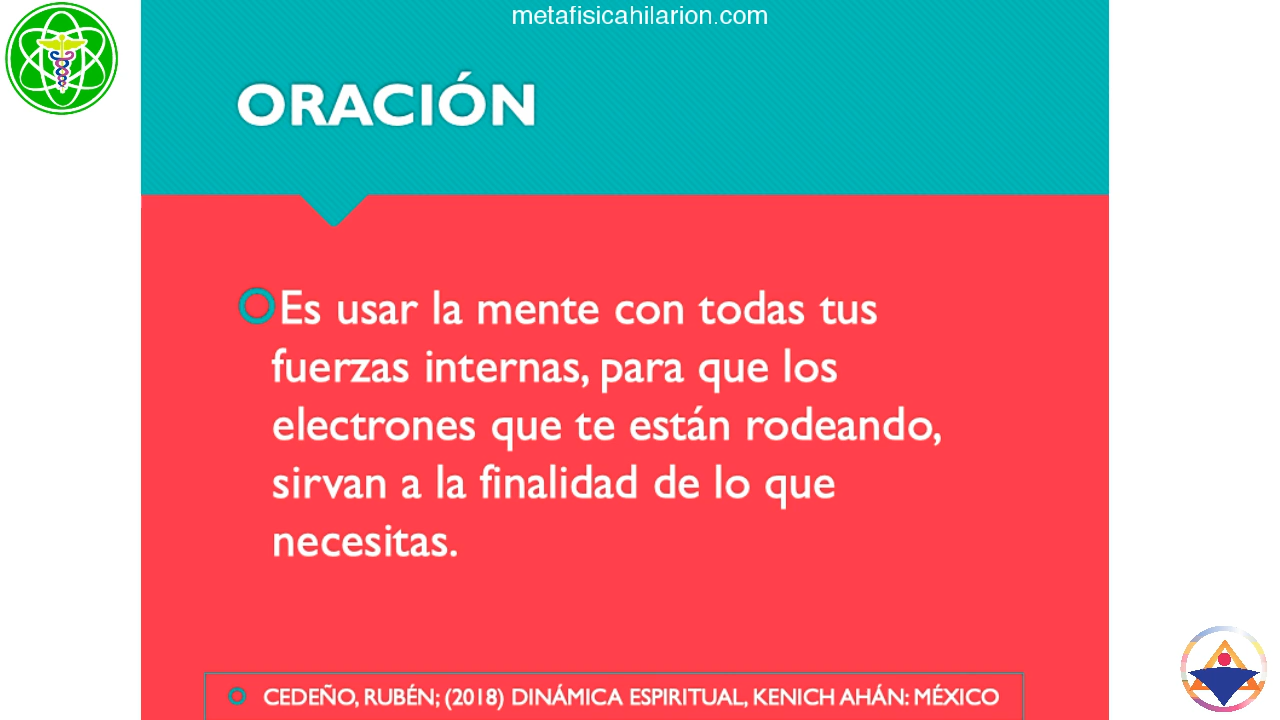 metafisicahilarion.com
ORACIÓN
Es usar la mente con todas tus
fuerzas internas, para que los
electrones que te están rodeando,
sirvan a la finalidad de lo que
necesitas.
CEDEÑO, RUBÉN; (2018) DINÁMICA ESPIRITUAL, KENICH AHÁN: MÉXICO